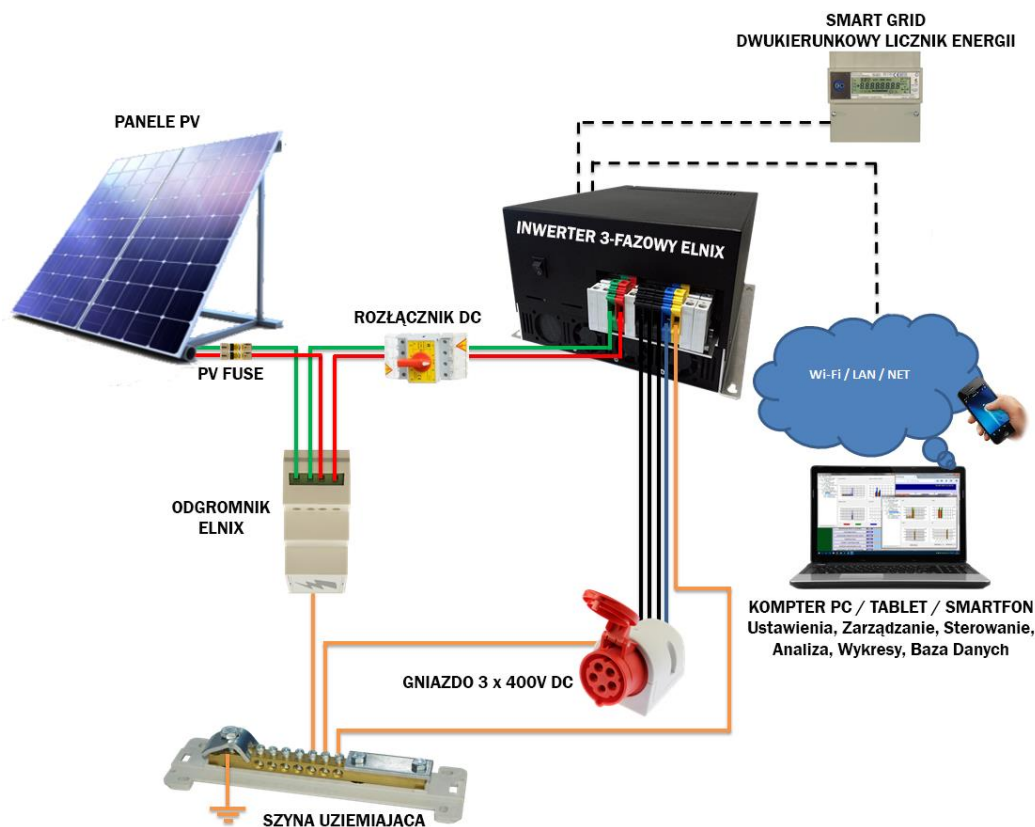 SMART GRID
DWUKIERUNKOWY LICZNIK ENERGII
PANELE PV
INWERTER 3-FAZOWY ELNIX
ROZŁĄCZNIK DC
PV FUSE
Wi-Fi / LAN / NET
ODGROMNIK
ELNIX
KOMPTER PC / TABLET / SMARTFON
Ustawienia, Zarządzanie, Sterowanie,
Analiza, Wykresy, Baza Danych
GNIAZDO 3 x 400V DC
SZYNA UZIEMIAJACA